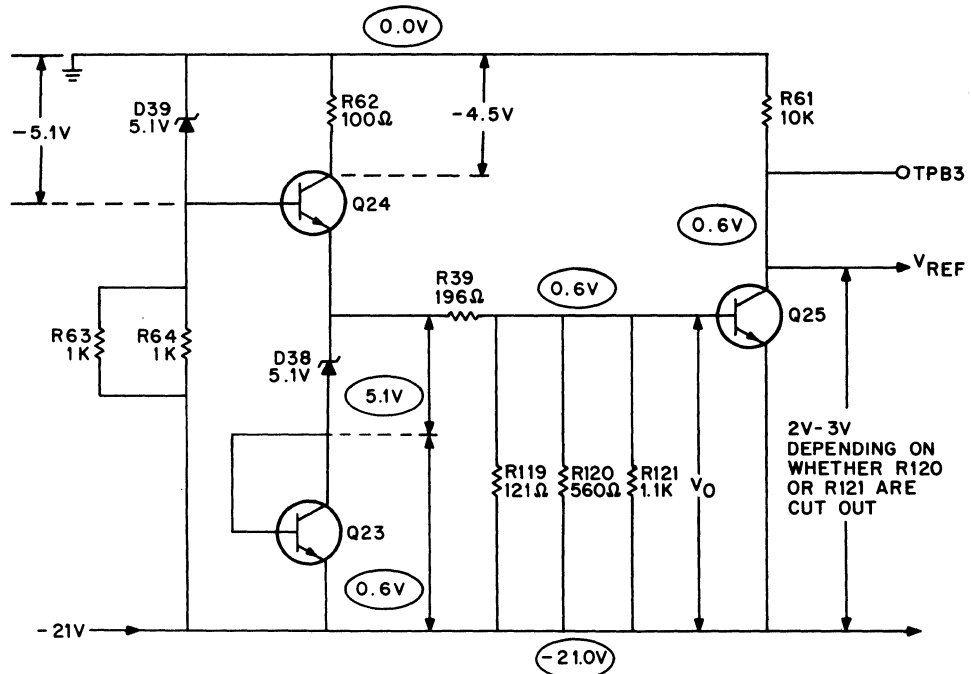 0.0V
D39
5.1V
R62
100Ω
-4.5V
R61
10K
-5.1V
TPB3
Q24
0.6V
VREF
R39
196Ω
0.6V
Q25
R63
1K
R64
1K
D38
5.1V
5.1V
2V-3V
DEPENDING ON
WHETHER R120
OR R121 ARE
CUT OUT
R119
121Ω
R120
560Ω
R121
1.1K
VO
Q23
0.6V
-21V
-21.0V